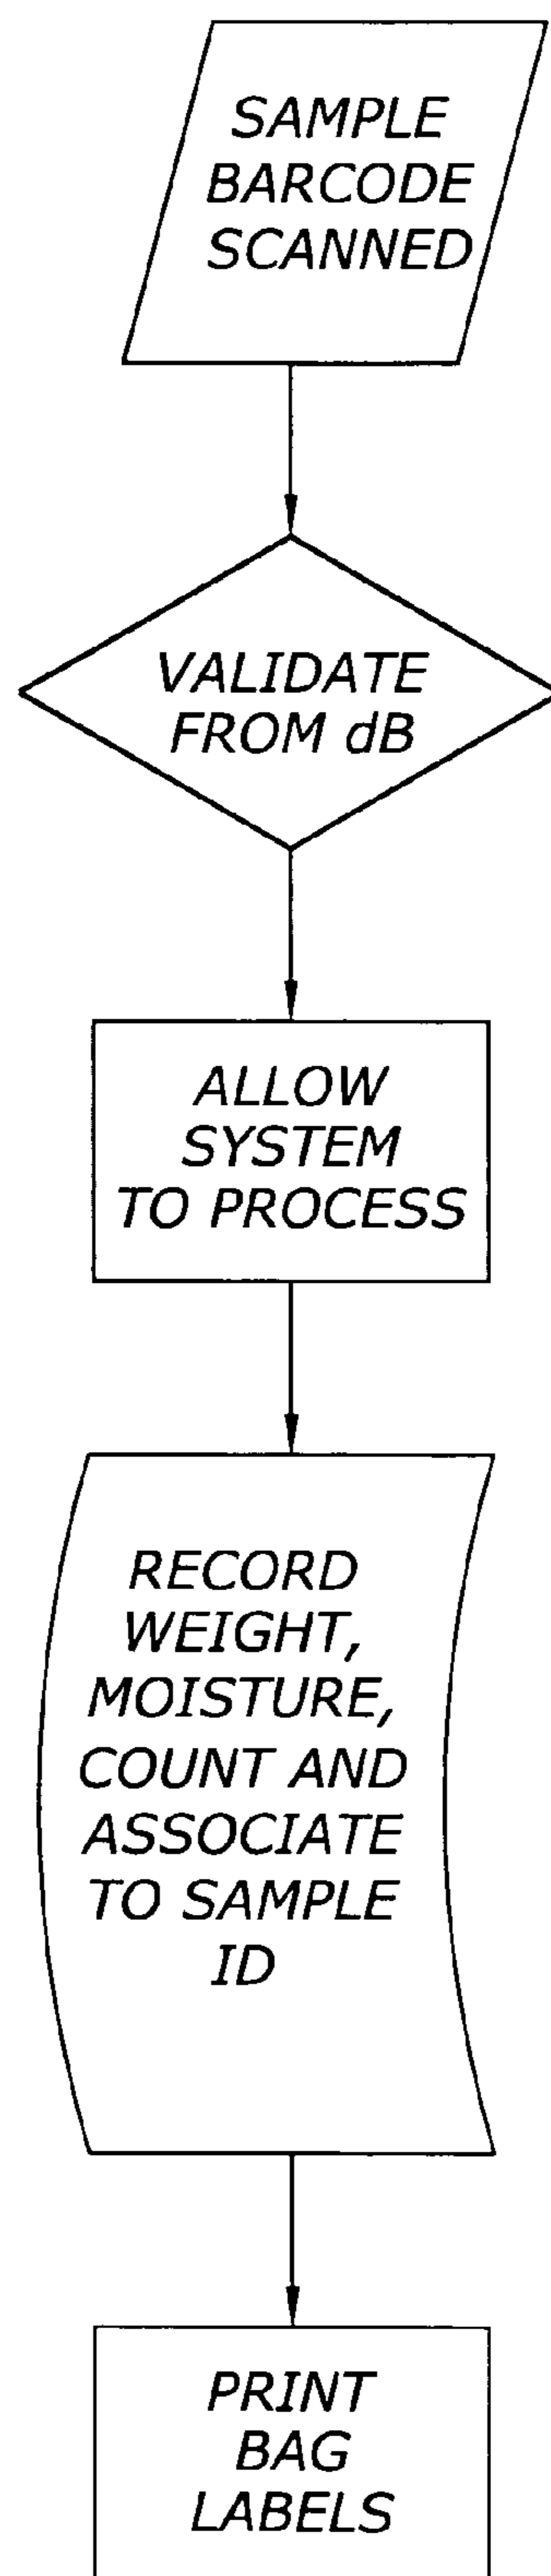 SAMPLE
BARCODE
SCANNED
VALIDATE
FROM dB
ALLOW
SYSTEM
TO PROCESS
RECORD
WEIGHT,
MOISTURE,
COUNT AND
ASSOCIATE
TO SAMPLE
ID
PRINT
BAG
LABELS